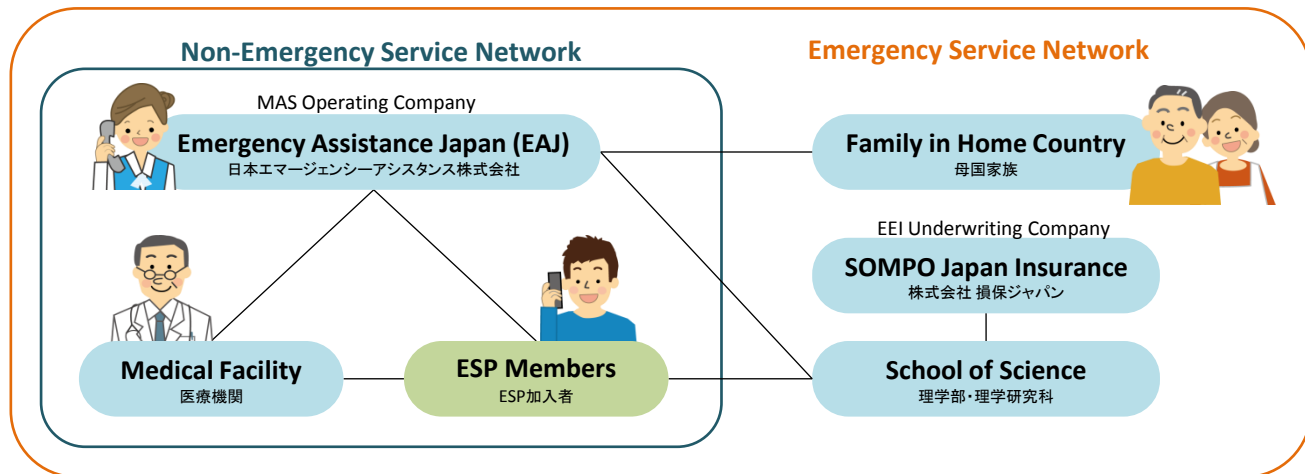 Non-Emergency Service Network
Emergency Service Network
MAS Operating Company
Emergency Assistance Japan (EAJ)
日本エマージェンシーアシスタンス株式会社
Family in Home Country
母国家族
EEI Underwriting Company
SOMPO Japan Insurance
株式会社 損保ジャパン
Medical Facility
医療機関
ESP Members
ESP加入者
School of Science
理学部・理学研究科